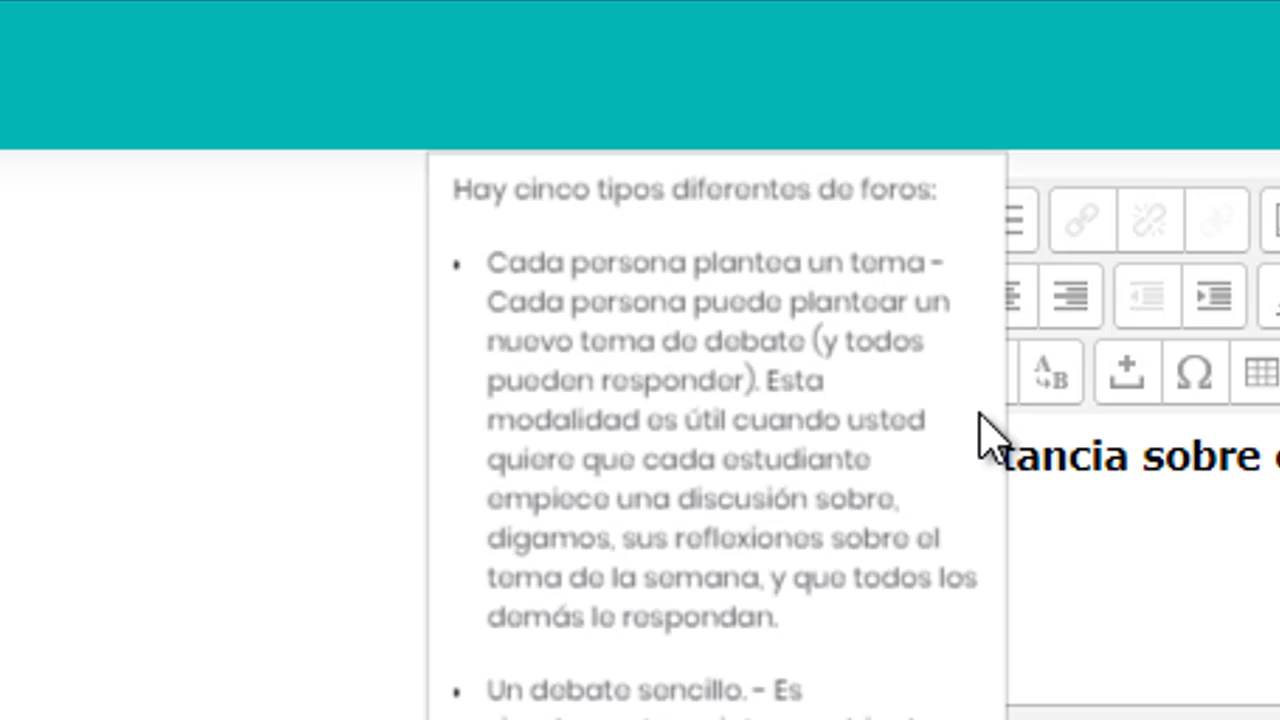 Hay cinco tipos diferentes de foros:
Cada persona plantea un tema -
Cada persona puede plantear un
nuevo tema de debate (y todos
pueden responder). Esta
modalidad es útil cuando usted
quiere que cada estudiante
empiece una discusión sobre,
digamos, sus reflexiones sobre el
tema de la semana, y que todos los
demás le respondan.
Un debate sencillo. - Es
tancia sobre